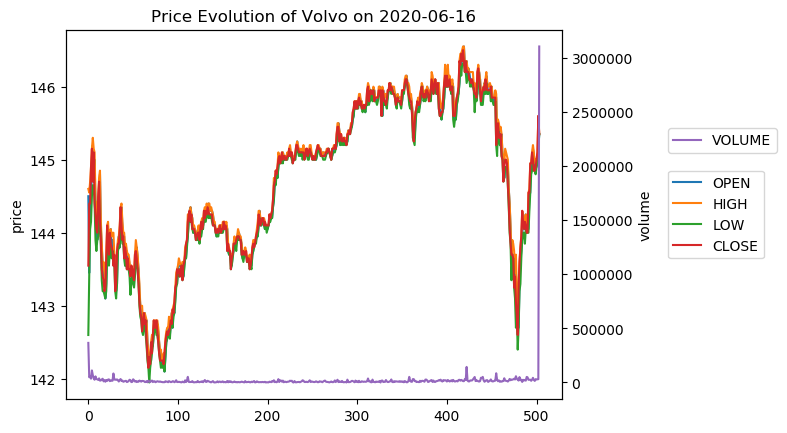 Price Evolution of Volvo on 2020-06-16
price
146
145
144
143
142
0
100
200
300
400
500
3000000
2500000
2000000
1500000
1000000
500000
0
volume
VOLUME
OPEN
HIGH
LOW
CLOSE